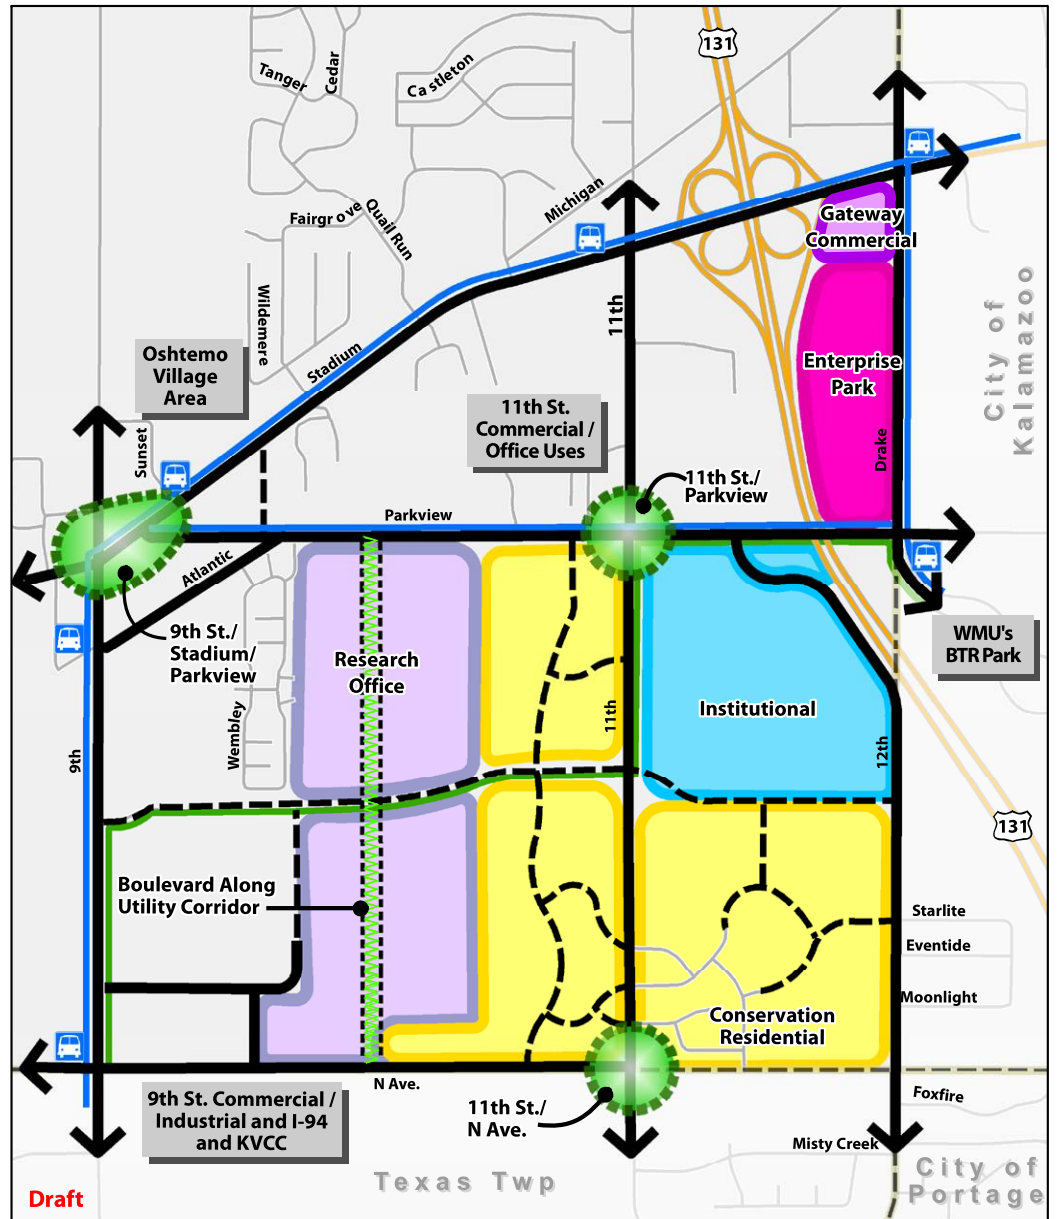 131
Tanger
Cedar
Castleton
Michigan
Fairgrove
Quail Run
Gateway
Commercial
Wildemere
11th
City of
Kalamazoo
Stadium
Oshtemo
Village
Area
Enterprise
Park
11th St.
Commercial /
Office Uses
Sunset
Drake
11th St./
Parkview
Parkview
Atlantic
9th St./
Stadium/
Parkview
WMU's
BTR Park
Research
Office
Institutional
Wembley
11th
12th
9th
131
Boulevard Along
Utility Corridor
Starlite
Eventide
Moonlight
Conservation
Residential
N Ave.
9th St. Commercial /
Industrial and I-94
and KVCC
11th St./
N Ave.
Foxfire
Misty Creek
Texas Twp
City of
Portage
Draft